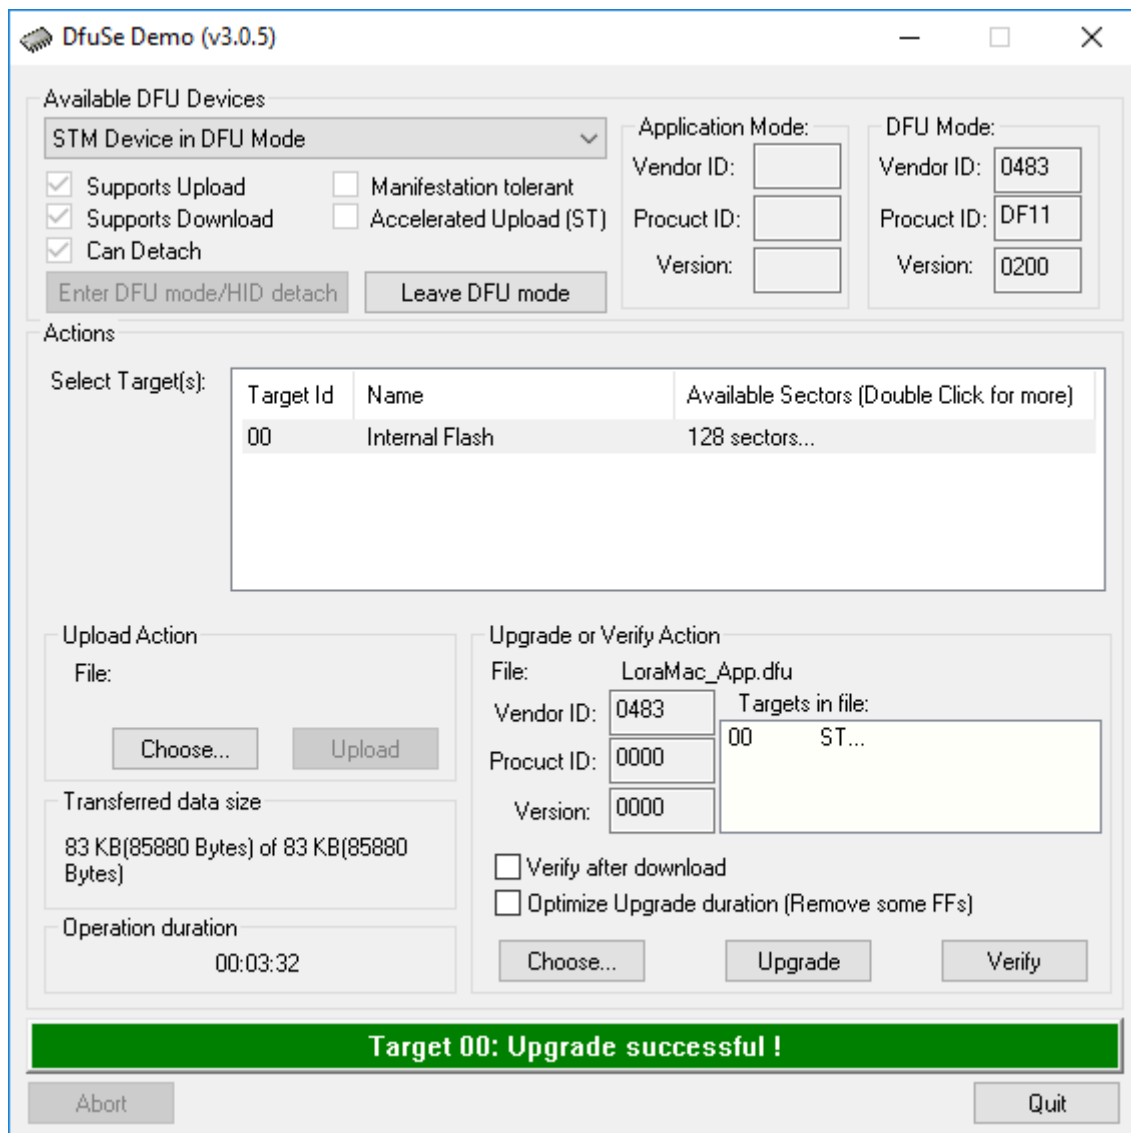 DfuSe Demo (v3.0.5)
Available DFU Devices
STM Device in DFU Mode
Supports Upload
Manifestation tolerant
Supports Download
Accelerated Upload (ST)
Can Detach
Enter DFU mode/HID detach
Leave DFU mode
Application Mode:
Vendor ID:
Procuct ID:
Version:
DFU Mode:
Vendor ID: 0483
Procuct ID: DF11
Version: 0200
Actions
Select Target(s):
Target Id Name Available Sectors (Double Click for more)
00 Internal Flash 128 sectors...
Upload Action
File:
Choose... Upload
Transferred data size
83 KB(85880 Bytes) of 83 KB(85880
Bytes)
Operation duration
00:03:32
Upgrade or Verify Action
File: LoraMac_App.dfu
Vendor ID: 0483
Procuct ID: 0000
Version: 0000
Targets in file:
00 ST...
Verify after download
Optimize Upgrade duration (Remove some FFs)
Choose... Upgrade Verify
Target 00: Upgrade successful !
Abort Quit